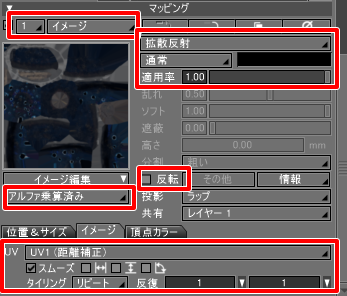 マッピング
1 イメージ
拡散反射
通常
適用率 1.00
乱れ 0.50
ソフト 1.00
遮蔽 0.00
高さ 0.00 mm
分割 粗い
イメージ編集 反転 その他 情報
アルファ乗算済み 投影 ラップ
共有 レイヤー 1
位置＆サイズ イメージ 頂点カラー
UV UV1 (距離補正)
スムーズ
タイリング リピート 反復 1 1